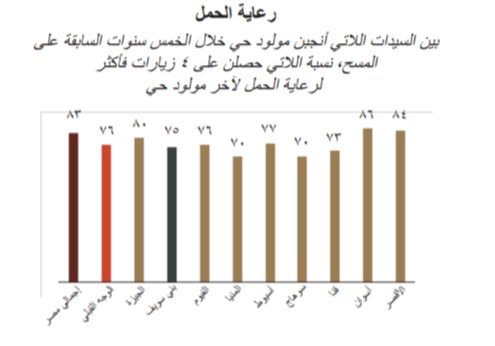 رعاية الحمل
بين السيدات اللاتي أنجبن مولود حي خلال الخمس سنوات السابقة على
المسح، نسبة اللاتي حصلن على ٤ زيارات فأكثر
لرعاية الحمل لآخر مولود حي
٨٣ ٧٦ ٨٠ ٧٥ ٧٦ ٧٠ ٧٧ ٧٠ ٧٣ ٨٦ ٨٤
إجمالي مصر الوجه القبلي الجيزة بني سويف الفيوم المنيا أسيوط سوهاج قنا أسوان الأقصر